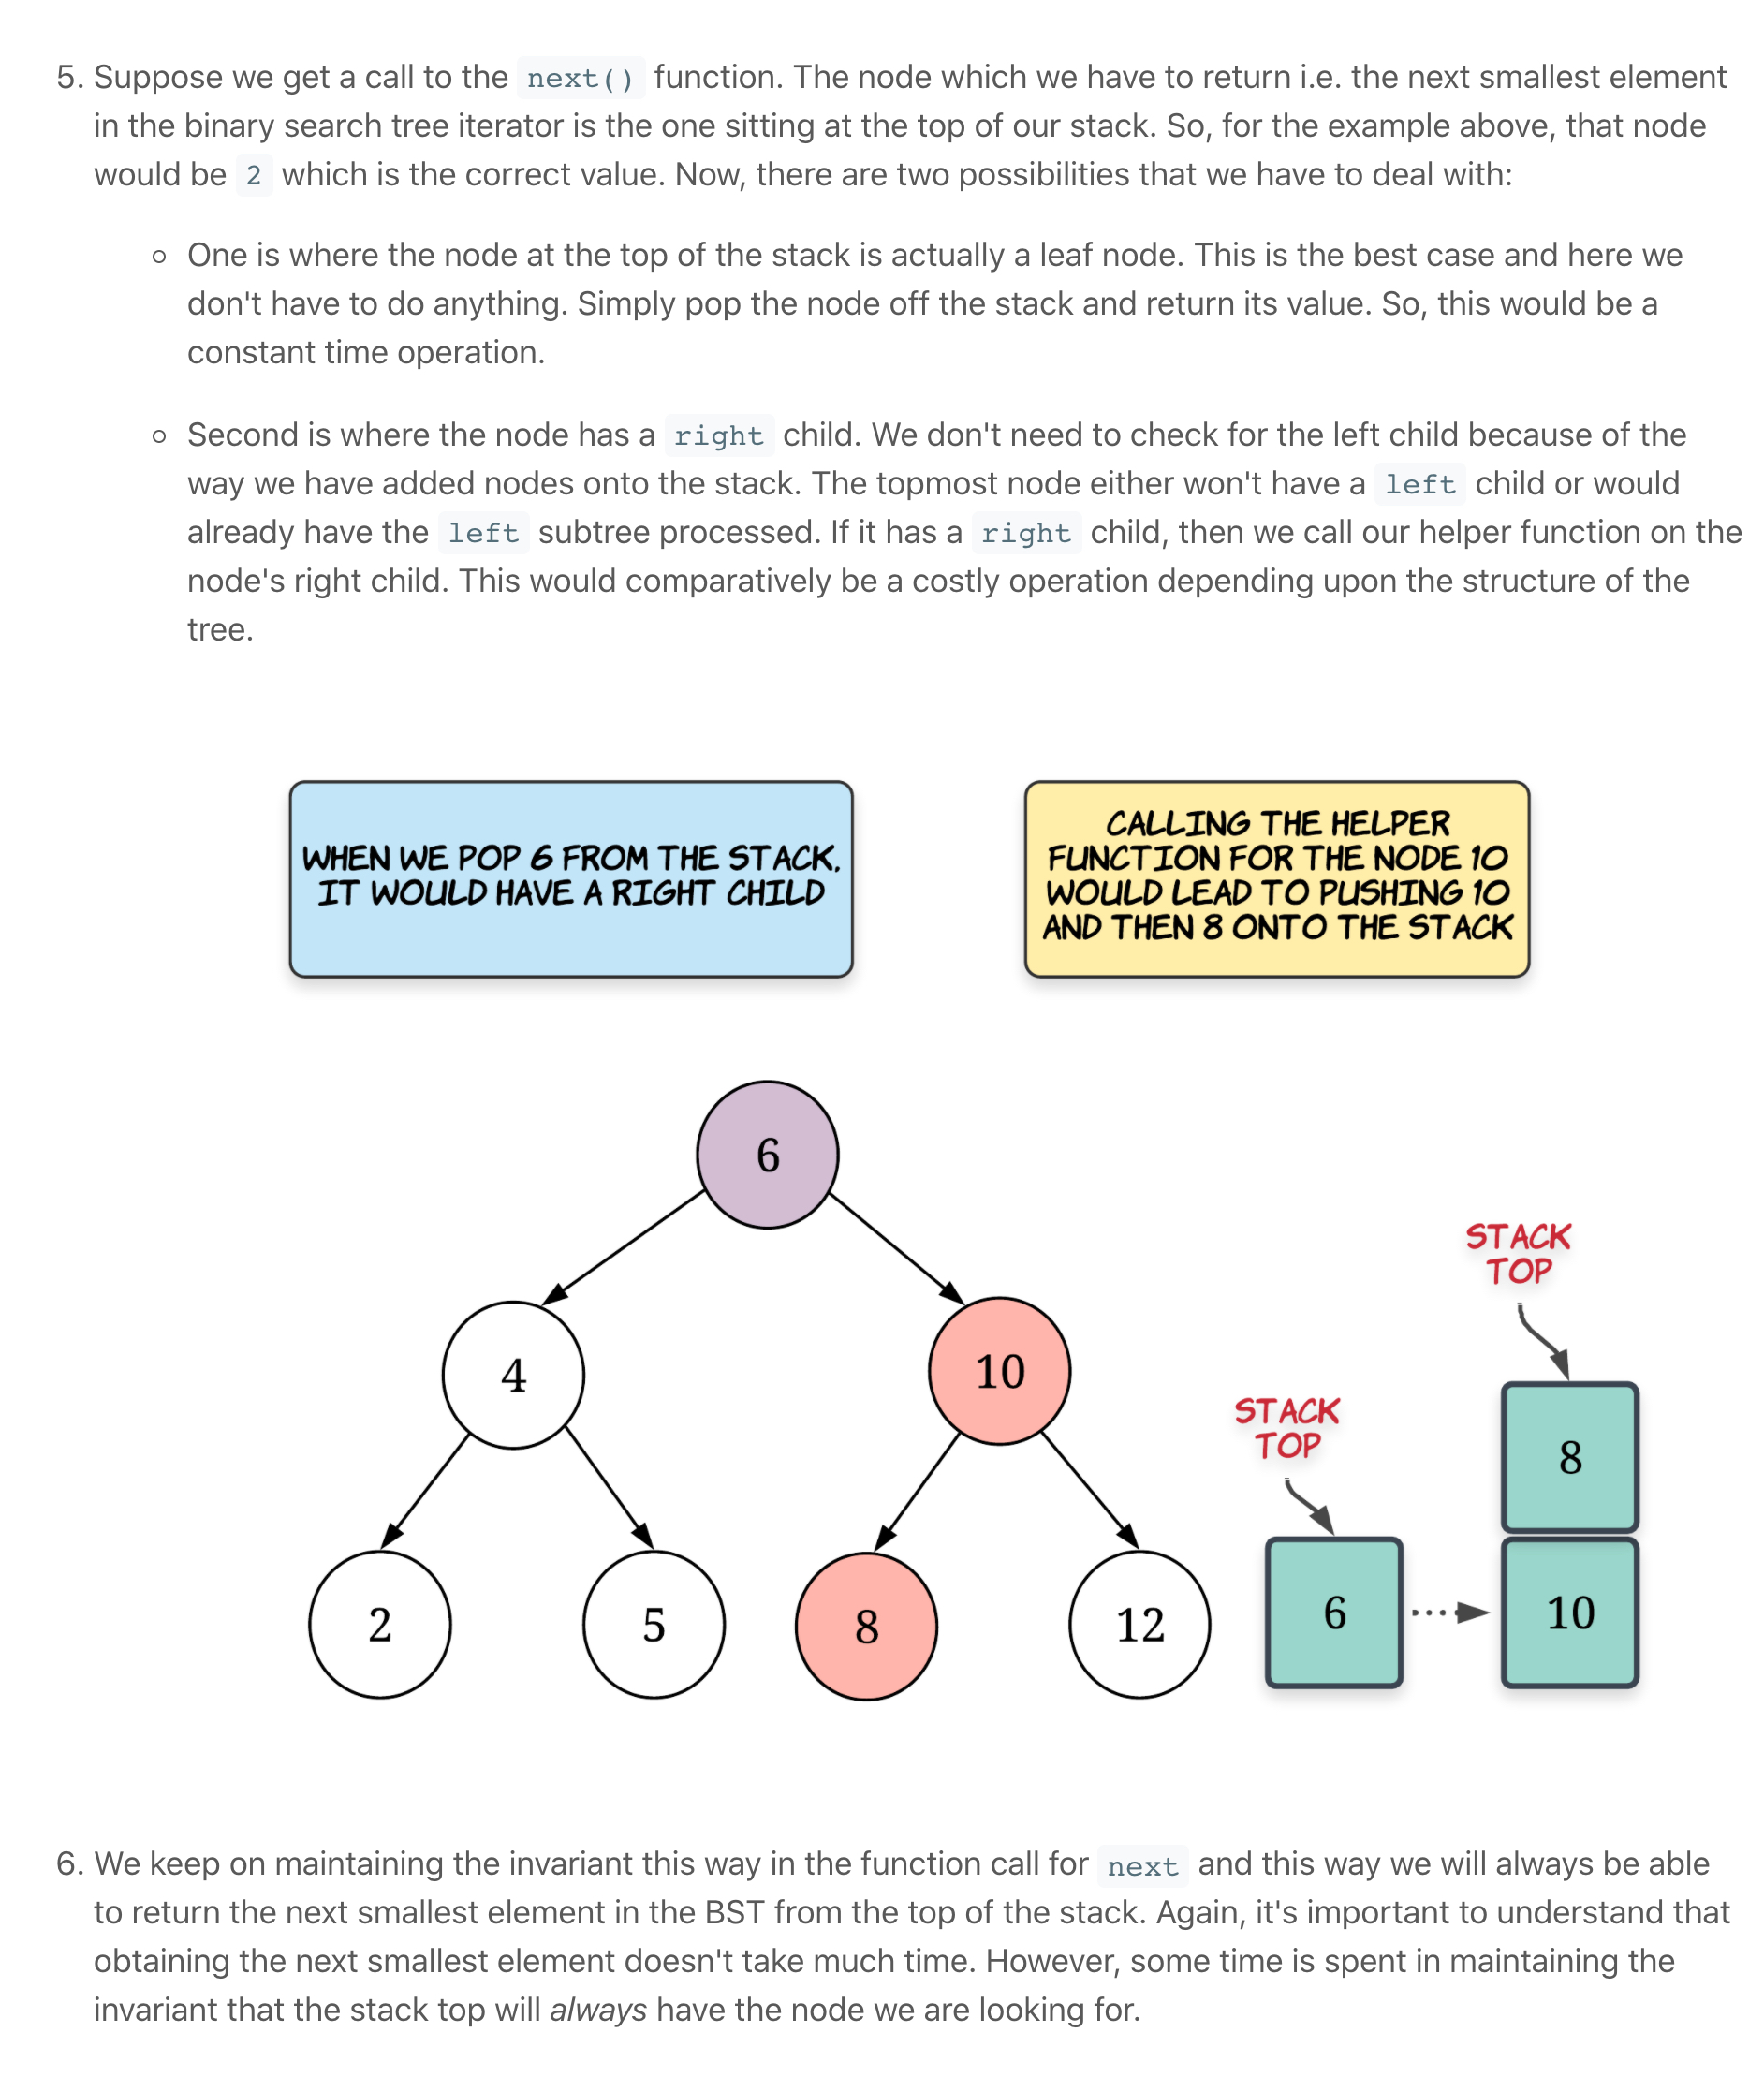 5. Suppose we get a call to the next() function. The node which we have to return i.e. the next smallest element
in the binary search tree iterator is the one sitting at the top of our stack. So, for the example above, that node
would be 2 which is the correct value. Now, there are two possibilities that we have to deal with:
○ One is where the node at the top of the stack is actually a leaf node. This is the best case and here we
don't have to do anything. Simply pop the node off the stack and return its value. So, this would be a
constant time operation.
○ Second is where the node has a right child. We don't need to check for the left child because of the
way we have added nodes onto the stack. The topmost node either won't have a left child or would
already have the left subtree processed. If it has a right child, then we call our helper function on the
node's right child. This would comparatively be a costly operation depending upon the structure of the
tree.
WHEN WE POP 6 FROM THE STACK,
IT WOULD HAVE A RIGHT CHILD
CALLING THE HELPER
FUNCTION FOR THE NODE 10
WOULD LEAD TO PUSHING 10
AND THEN 8 ONTO THE STACK
6
4
10
2
5
8
12
STACK
TOP
6
STACK
TOP
8
10
6. We keep on maintaining the invariant this way in the function call for next and this way we will always be able
to return the next smallest element in the BST from the top of the stack. Again, it's important to understand that
obtaining the next smallest element doesn't take much time. However, some time is spent in maintaining the
invariant that the stack top will always have the node we are looking for.